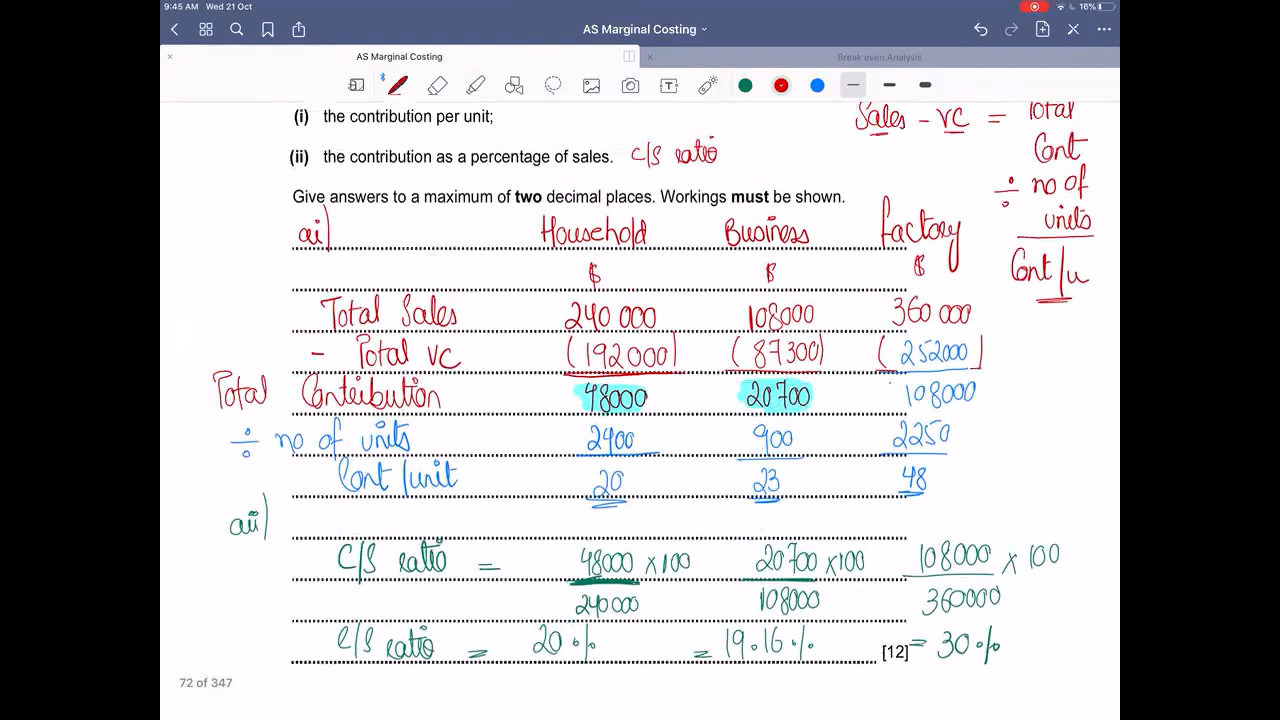 9:45 AM Wed 21 Oct
16%
AS Marginal Costing
AS Marginal Costing
Break even Analysis
(i) the contribution per unit;
(ii) the contribution as a percentage of sales. C/S ratio
Give answers to a maximum of two decimal places. Workings must be shown.
Sales - VC = Total
Cont
÷ no of
units
Cont/u
ai) Household Business Factory
$ $ $
Total Sales 240 000 108000 360 000
- Total VC (192000) (87300) (252000)
Total Contribution 48000 20700 108000
÷ no of units 2400 900 2250
Cont/unit 20 23 48
aii)
C/S ratio = 48000 x100 20700 x100 108000 x 100
240000 108000 360000
C/S ratio = 20% = 19.16% [12] = 30%
72 of 347